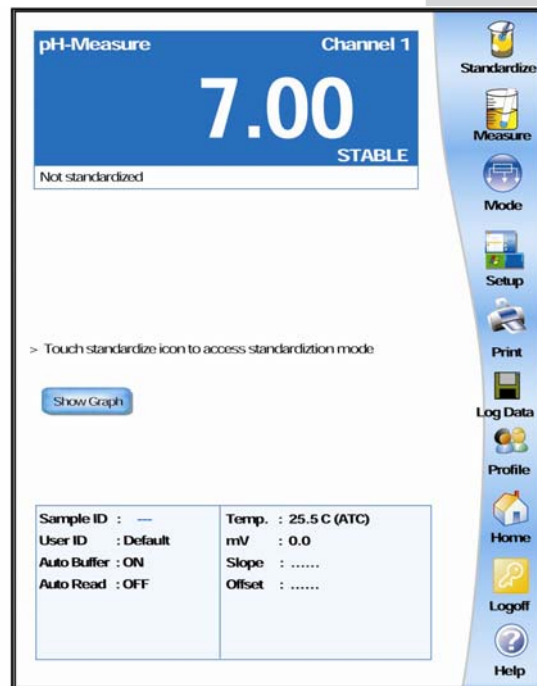 pH-Measure Channel 1
7.00
STABLE
Not standardized
> Touch standardize icon to access standardiztion mode
Show Graph
Sample ID : ---
User ID : Default
Auto Buffer : ON
Auto Read : OFF
Temp. : 25.5 C (ATC)
mV : 0.0
Slope : ......
Offset : ......
Standardize
Measure
Mode
Setup
Print
Log Data
Profile
Home
Logoff
Help